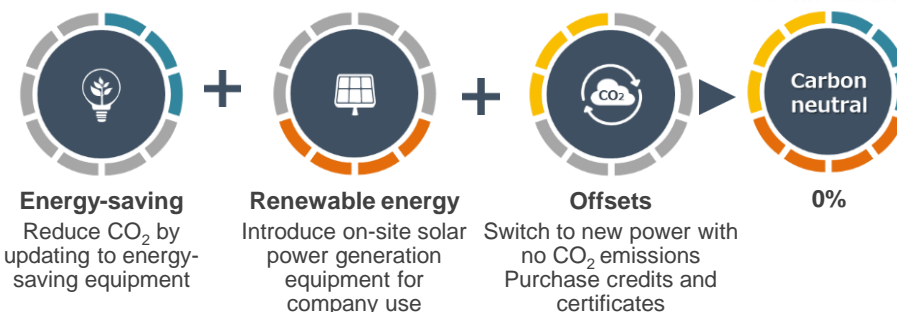 CO₂
Carbon
neutral
Energy-saving
Reduce CO₂ by
updating to energy-
saving equipment
Renewable energy
Introduce on-site solar
power generation
equipment for
company use
Offsets
Switch to new power with
no CO₂ emissions
Purchase credits and
certificates
0%